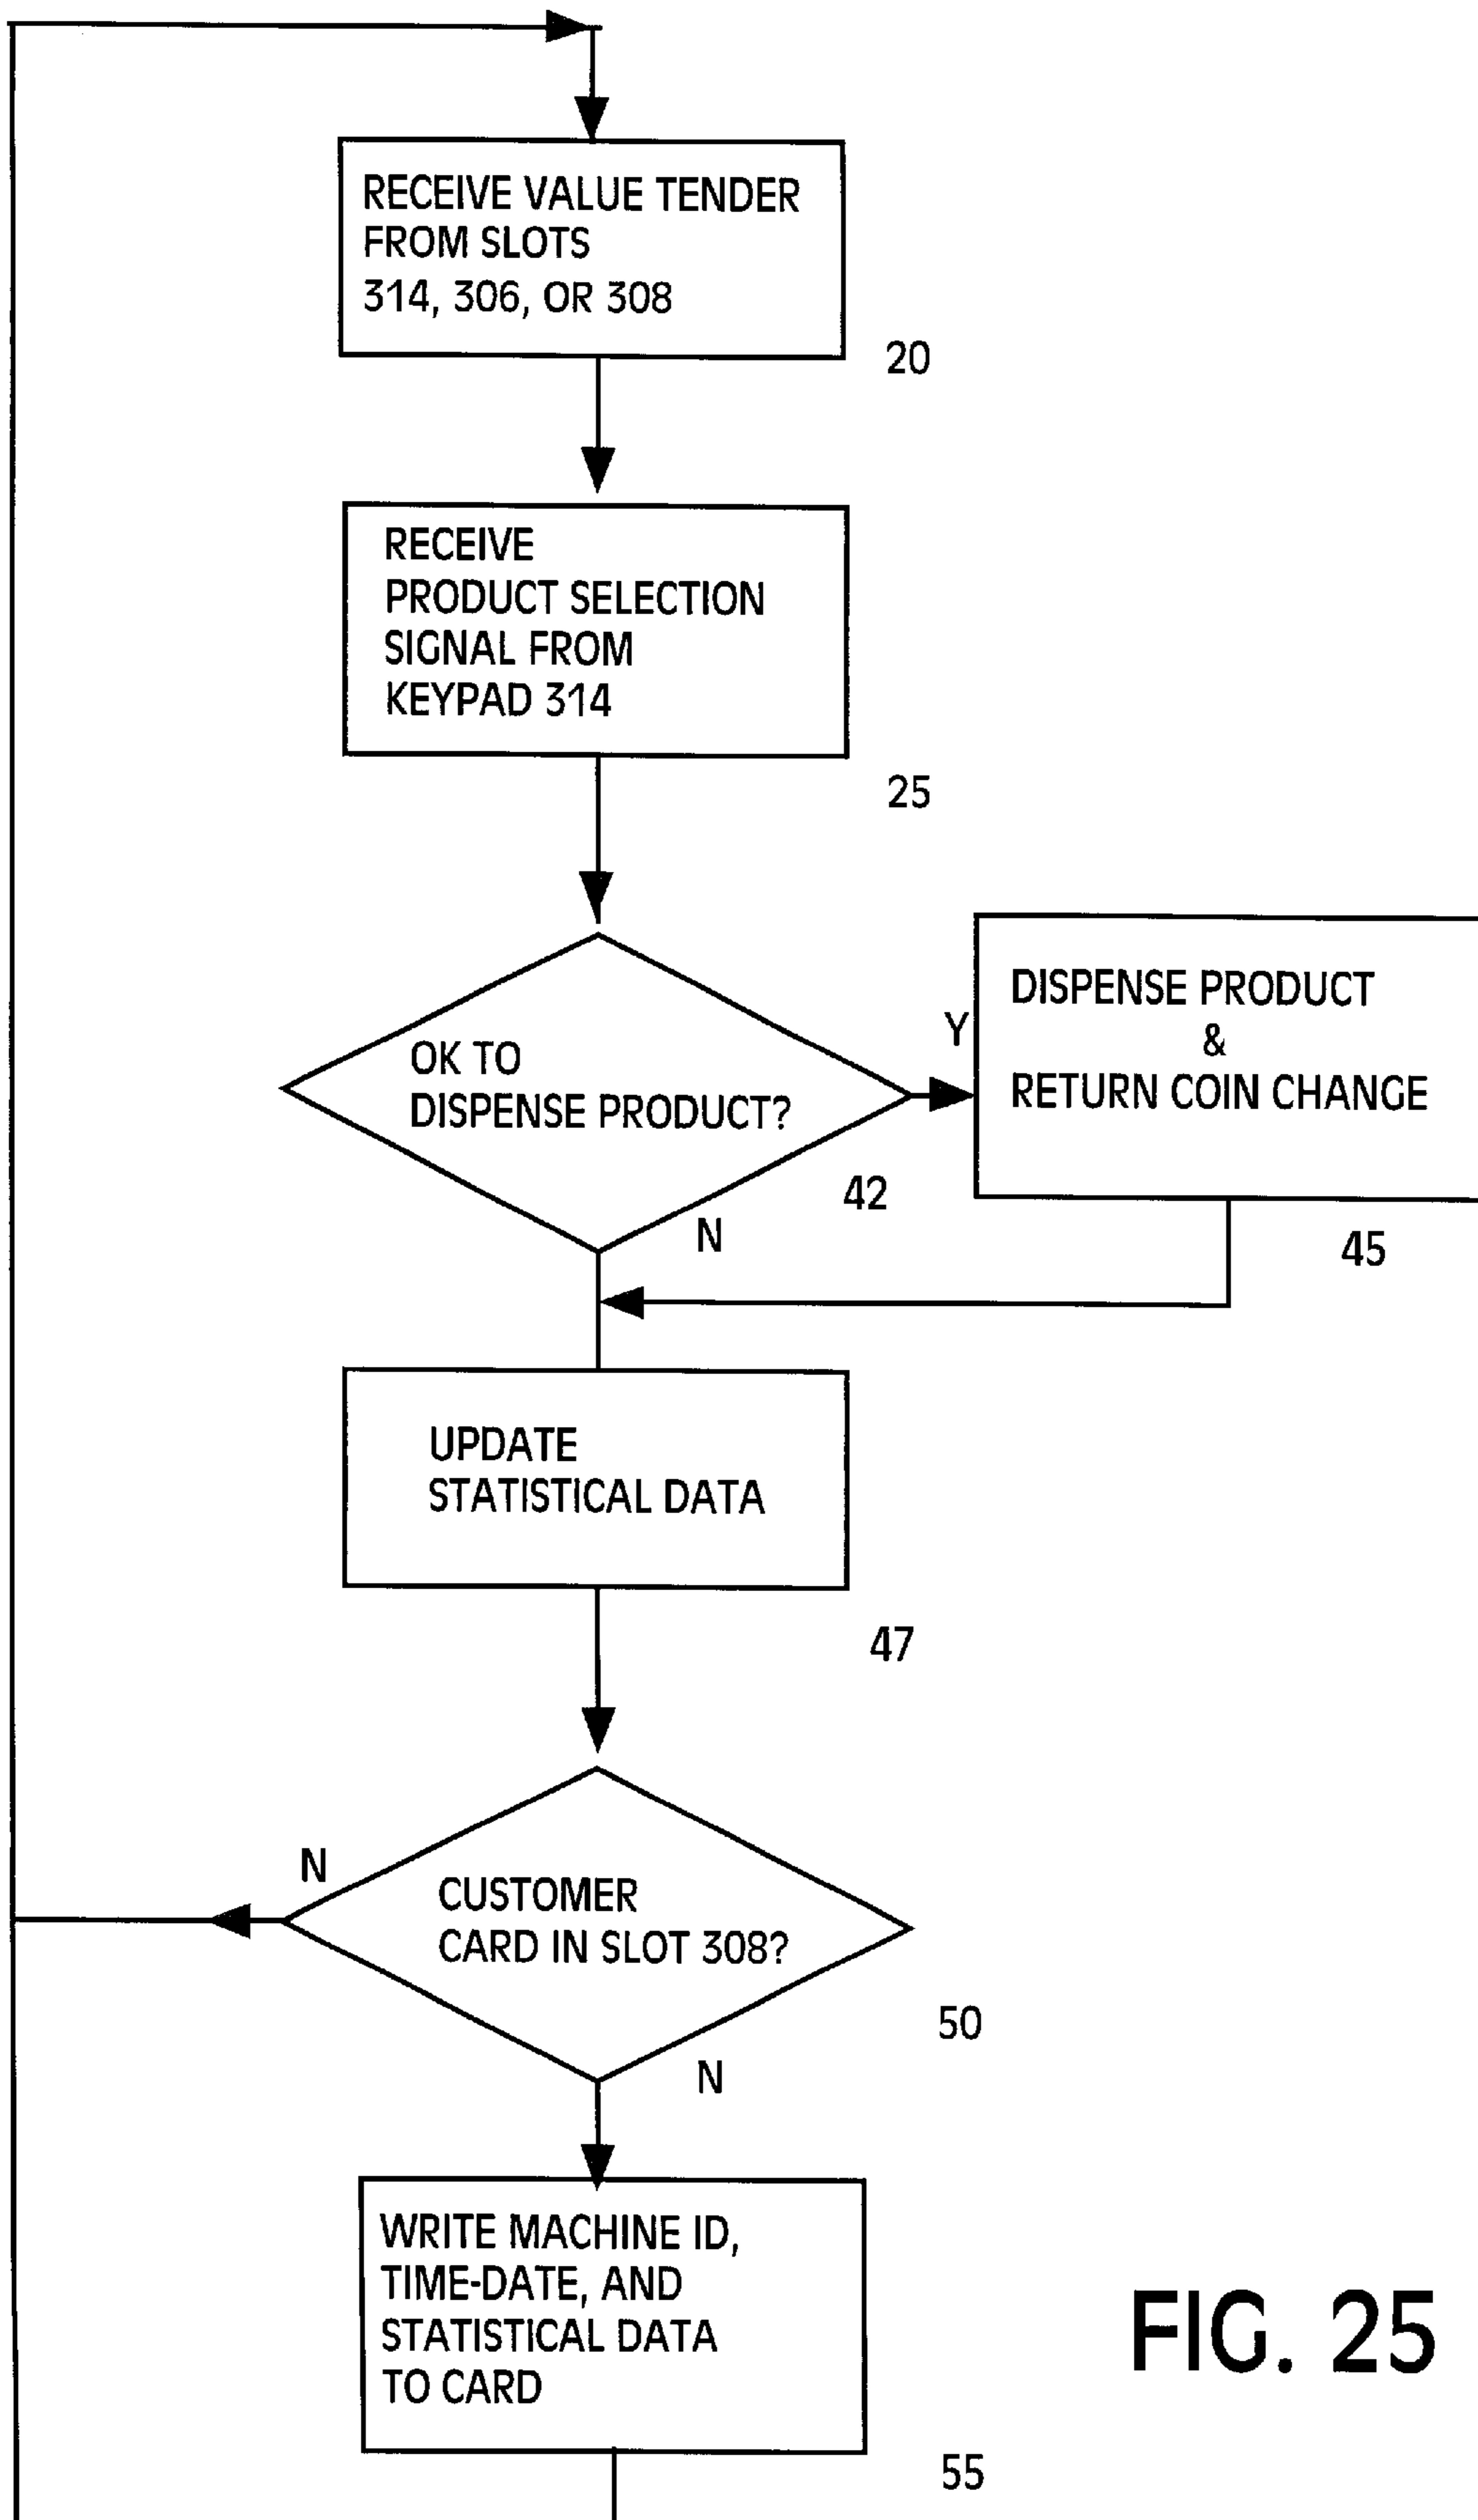 RECEIVE VALUE TENDER
FROM SLOTS
314, 306, OR 308
20
RECEIVE
PRODUCT SELECTION
SIGNAL FROM
KEYPAD 314
25
OK TO
DISPENSE PRODUCT?
Y
DISPENSE PRODUCT
&
RETURN COIN CHANGE
42
N
45
UPDATE
STATISTICAL DATA
47
N
CUSTOMER
CARD IN SLOT 308?
50
N
WRITE MACHINE ID,
TIME-DATE, AND
STATISTICAL DATA
TO CARD
55
FIG. 25